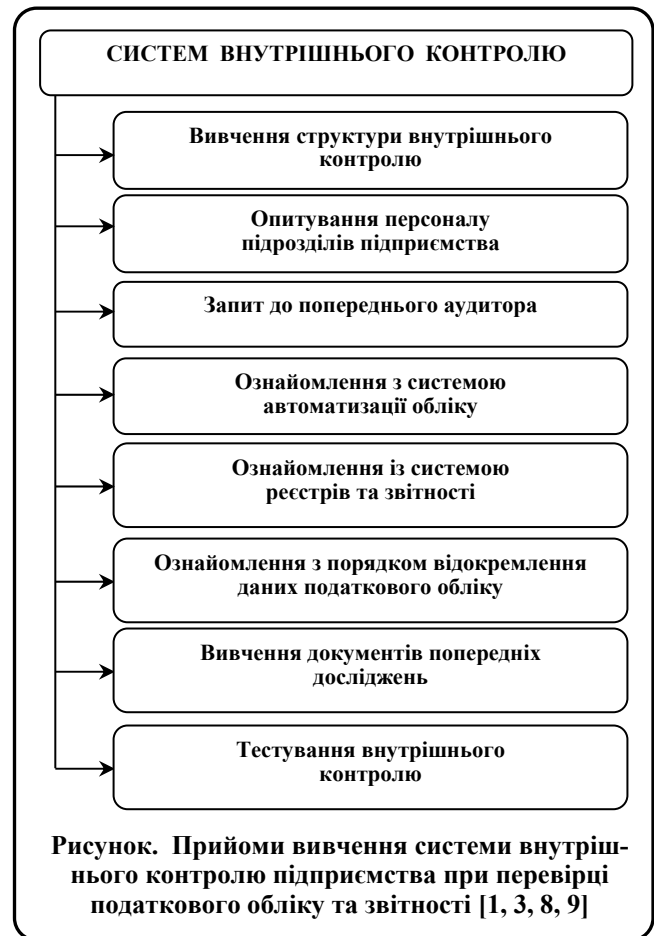 СИСТЕМ ВНУТРІШНЬОГО КОНТРОЛЮ
Вивчення структури внутрішнього
контролю
Опитування персоналу
підрозділів підприємства
Запит до попереднього аудитора
Ознайомлення з системою
автоматизації обліку
Ознайомлення із системою
реєстрів та звітності
Ознайомлення з порядком відокремлення
даних податкового обліку
Вивчення документів попередніх
досліджень
Тестування внутрішнього
контролю
Рисунок. Прийоми вивчення системи внутріш-
нього контролю підприємства при перевірці
податкового обліку та звітності [1, 3, 8, 9]